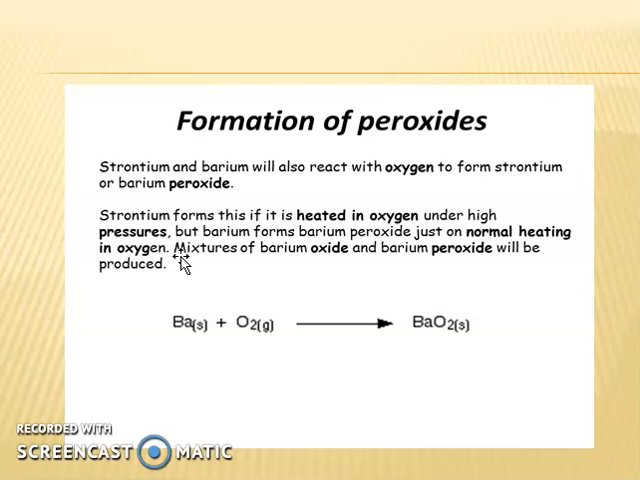 Formation of peroxides
Strontium and barium will also react with oxygen to form strontium
or barium peroxide.
Strontium forms this if it is heated in oxygen under high
pressures, but barium forms barium peroxide just on normal heating
in oxygen. Mixtures of barium oxide and barium peroxide will be
produced.
Ba(s) + O2(g) → BaO2(s)
RECORDED WITH
SCREENCAST MATIC